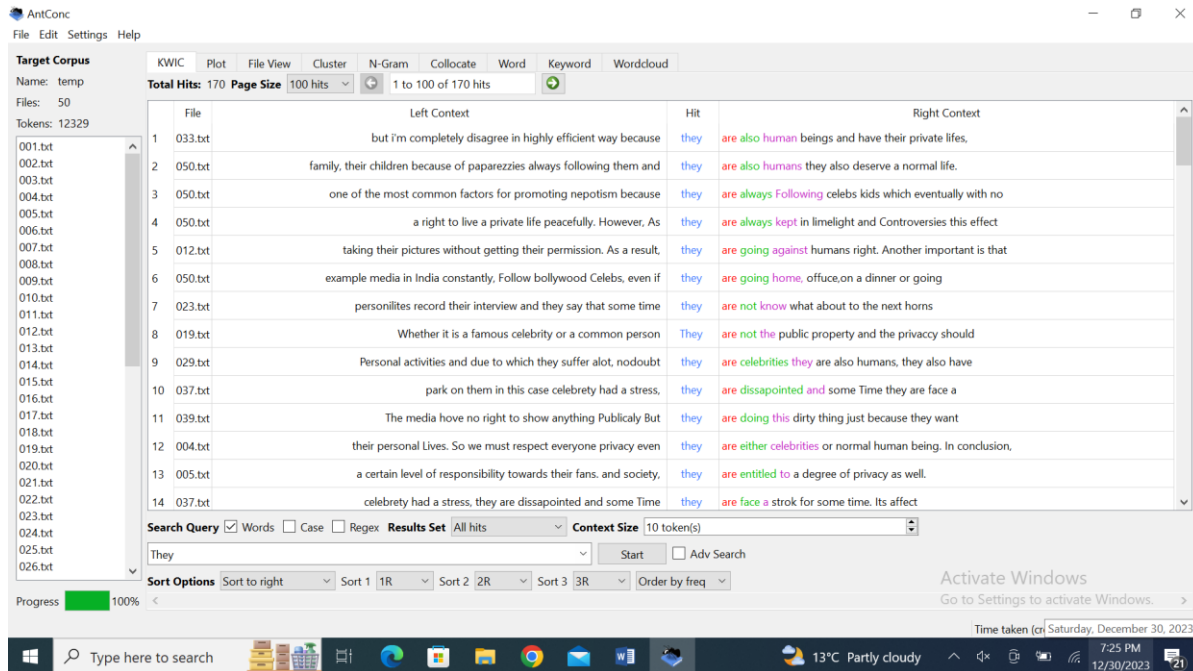 AntConc
File Edit Settings Help
Target Corpus
Name: temp
Files: 50
Tokens: 12329
001.txt
002.txt
003.txt
004.txt
005.txt
006.txt
007.txt
008.txt
009.txt
010.txt
011.txt
012.txt
013.txt
014.txt
015.txt
016.txt
017.txt
018.txt
019.txt
020.txt
021.txt
022.txt
023.txt
024.txt
025.txt
026.txt
Progress 100%
KWIC Plot File View Cluster N-Gram Collocate Word Keyword Wordcloud
Total Hits: 170 Page Size 100 hits 1 to 100 of 170 hits
File Left Context Hit Right Context
1 033.txt but i'm completely disagree in highly efficient way because they are also human beings and have their private lifes,
2 050.txt family, their children because of paparezzies always following them and they are also humans they also deserve a normal life.
3 050.txt one of the most common factors for promoting nepotism because they are always Following celebs kids which eventually with no
4 050.txt a right to live a private life peacefully. However, As they are always kept in limelight and Controversies this effect
5 012.txt taking their pictures without getting their permission. As a result, they are going against humans right. Another important is that
6 050.txt example media in India constantly, Follow bollywood Celebs, even if they are going home, offuce,on a dinner or going
7 023.txt personilites record their interview and they say that some time they are not know what about to the next horns
8 019.txt Whether it is a famous celebrity or a common person They are not the public property and the privaccy should
9 029.txt Personal activities and due to which they suffer alot, nodoubt they are celebrities they are also humans, they also have
10 037.txt park on them in this case celebrety had a stress, they are dissapointed and some Time they are face a
11 039.txt The media hove no right to show anything Publicaly But they are doing this dirty thing just because they want
12 004.txt their personal Lives. So we must respect everyone privacy even they are either celebrities or normal human being. In conclusion,
13 005.txt a certain level of responsibility towards their fans. and society, they are entitled to a degree of privacy as well.
14 037.txt celebrety had a stress, they are dissapointed and some Time they are face a strok for some time. Its affect
Search Query Words Case Regex Results Set All hits Context Size 10 token(s)
They Start Adv Search
Sort Options Sort to right Sort 1 1R Sort 2 2R Sort 3 3R Order by freq
Activate Windows
Go to Settings to activate Windows.
Time taken (cr
Saturday, December 30, 2023
Type here to search
13°C Partly cloudy
7:25 PM
12/30/2023